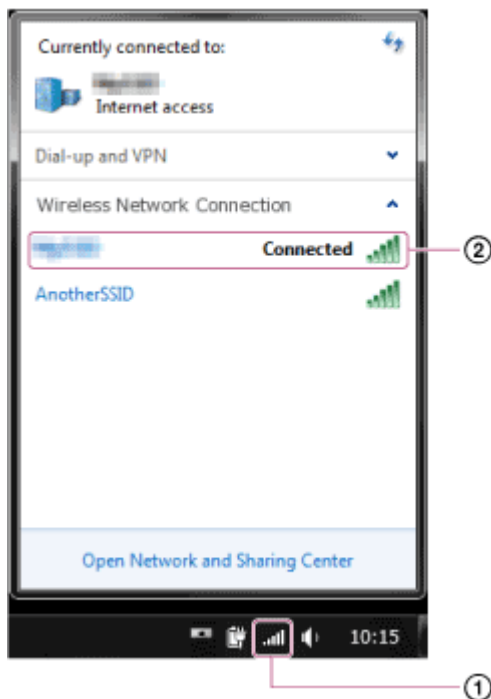 Currently connected to:
Internet access
Dial-up and VPN
Wireless Network Connection
Connected
②
AnotherSSID
Open Network and Sharing Center
10:15
①